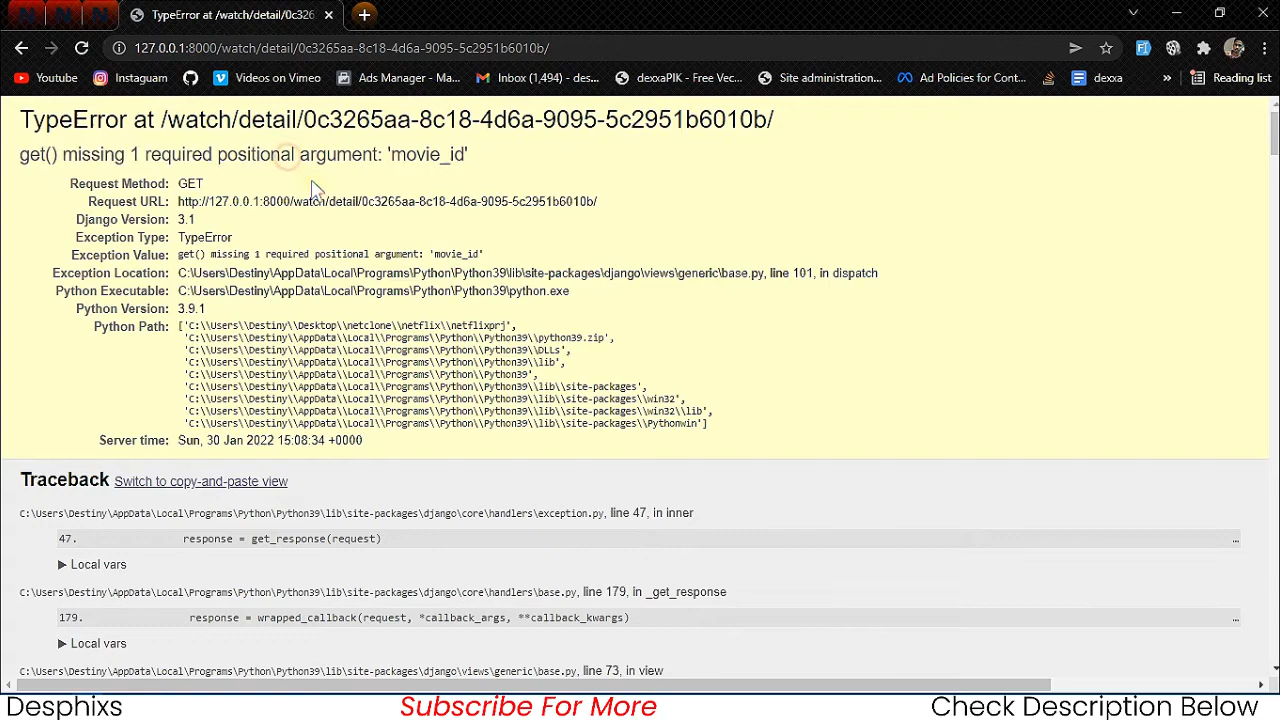 TypeError at /watch/detail/0c326
127.0.0.1:8000/watch/detail/0c3265aa-8c18-4d6a-9095-5c2951b6010b/
Youtube
Instaguam
Videos on Vimeo
Ads Manager - Ma...
Inbox (1,494) - des...
dexxaPIK - Free Vec...
Site administration...
Ad Policies for Cont...
dexxa
»
Reading list
TypeError at /watch/detail/0c3265aa-8c18-4d6a-9095-5c2951b6010b/
get() missing 1 required positional argument: 'movie_id'
Request Method: GET
Request URL: http://127.0.0.1:8000/watch/detail/0c3265aa-8c18-4d6a-9095-5c2951b6010b/
Django Version: 3.1
Exception Type: TypeError
Exception Value: get() missing 1 required positional argument: 'movie_id'
Exception Location: C:\Users\Destiny\AppData\Local\Programs\Python\Python39\lib\site-packages\django\views\generic\base.py, line 101, in dispatch
Python Executable: C:\Users\Destiny\AppData\Local\Programs\Python\Python39\python.exe
Python Version: 3.9.1
Python Path: ['C:\\Users\\Destiny\\Desktop\\netclone\\netflix\\netflixprj',
'C:\\Users\\Destiny\\AppData\\Local\\Programs\\Python\\Python39\\python39.zip',
'C:\\Users\\Destiny\\AppData\\Local\\Programs\\Python\\Python39\\DLLs',
'C:\\Users\\Destiny\\AppData\\Local\\Programs\\Python\\Python39\\lib',
'C:\\Users\\Destiny\\AppData\\Local\\Programs\\Python\\Python39',
'C:\\Users\\Destiny\\AppData\\Local\\Programs\\Python\\Python39\\lib\\site-packages',
'C:\\Users\\Destiny\\AppData\\Local\\Programs\\Python\\Python39\\lib\\site-packages\\win32',
'C:\\Users\\Destiny\\AppData\\Local\\Programs\\Python\\Python39\\lib\\site-packages\\win32\\lib',
'C:\\Users\\Destiny\\AppData\\Local\\Programs\\Python\\Python39\\lib\\site-packages\\Pythonwin']
Server time: Sun, 30 Jan 2022 15:08:34 +0000
Traceback Switch to copy-and-paste view
C:\Users\Destiny\AppData\Local\Programs\Python\Python39\lib\site-packages\django\core\handlers\exception.py, line 47, in inner
47. response = get_response(request) …
▶ Local vars
C:\Users\Destiny\AppData\Local\Programs\Python\Python39\lib\site-packages\django\core\handlers\base.py, line 179, in _get_response
179. response = wrapped_callback(request, *callback_args, **callback_kwargs) …
▶ Local vars
C:\Users\Destiny\AppData\Local\Programs\Python\Python39\lib\site-packages\django\views\generic\base.py, line 73, in view
Desphixs
Subscribe For More
Check Description Below